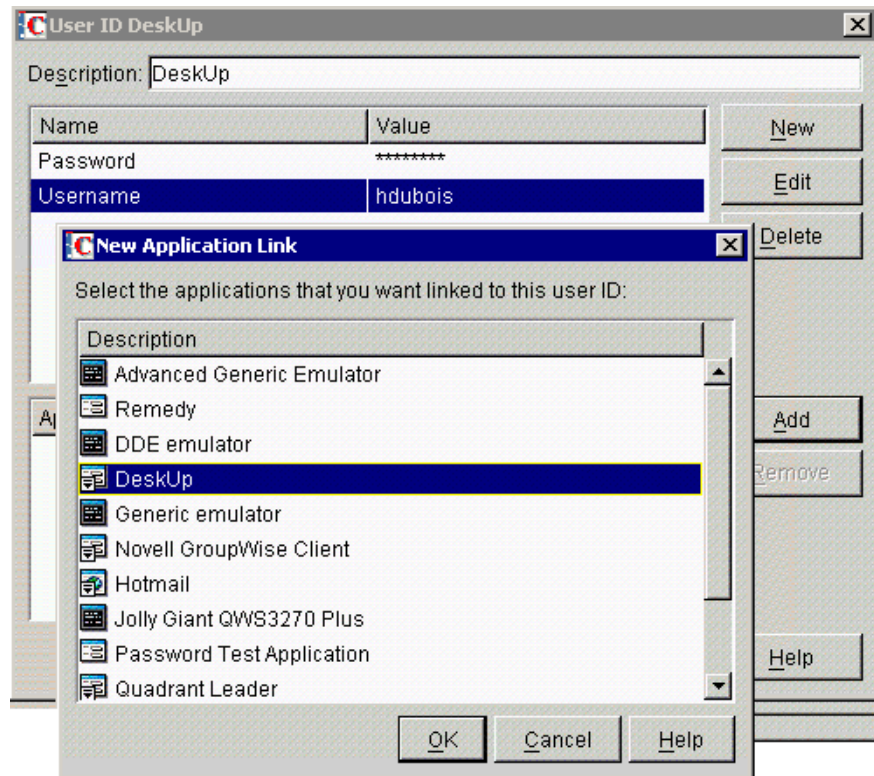 User ID DeskUp
Description: DeskUp
Name Value
Password ********
Username hdubois
New
Edit
Delete
New Application Link
Select the applications that you want linked to this user ID:
Description
Advanced Generic Emulator
Remedy
DDE emulator
DeskUp
Generic emulator
Novell GroupWise Client
Hotmail
Jolly Giant QWS3270 Plus
Password Test Application
Quadrant Leader
OK Cancel Help
Add
Remove
Help